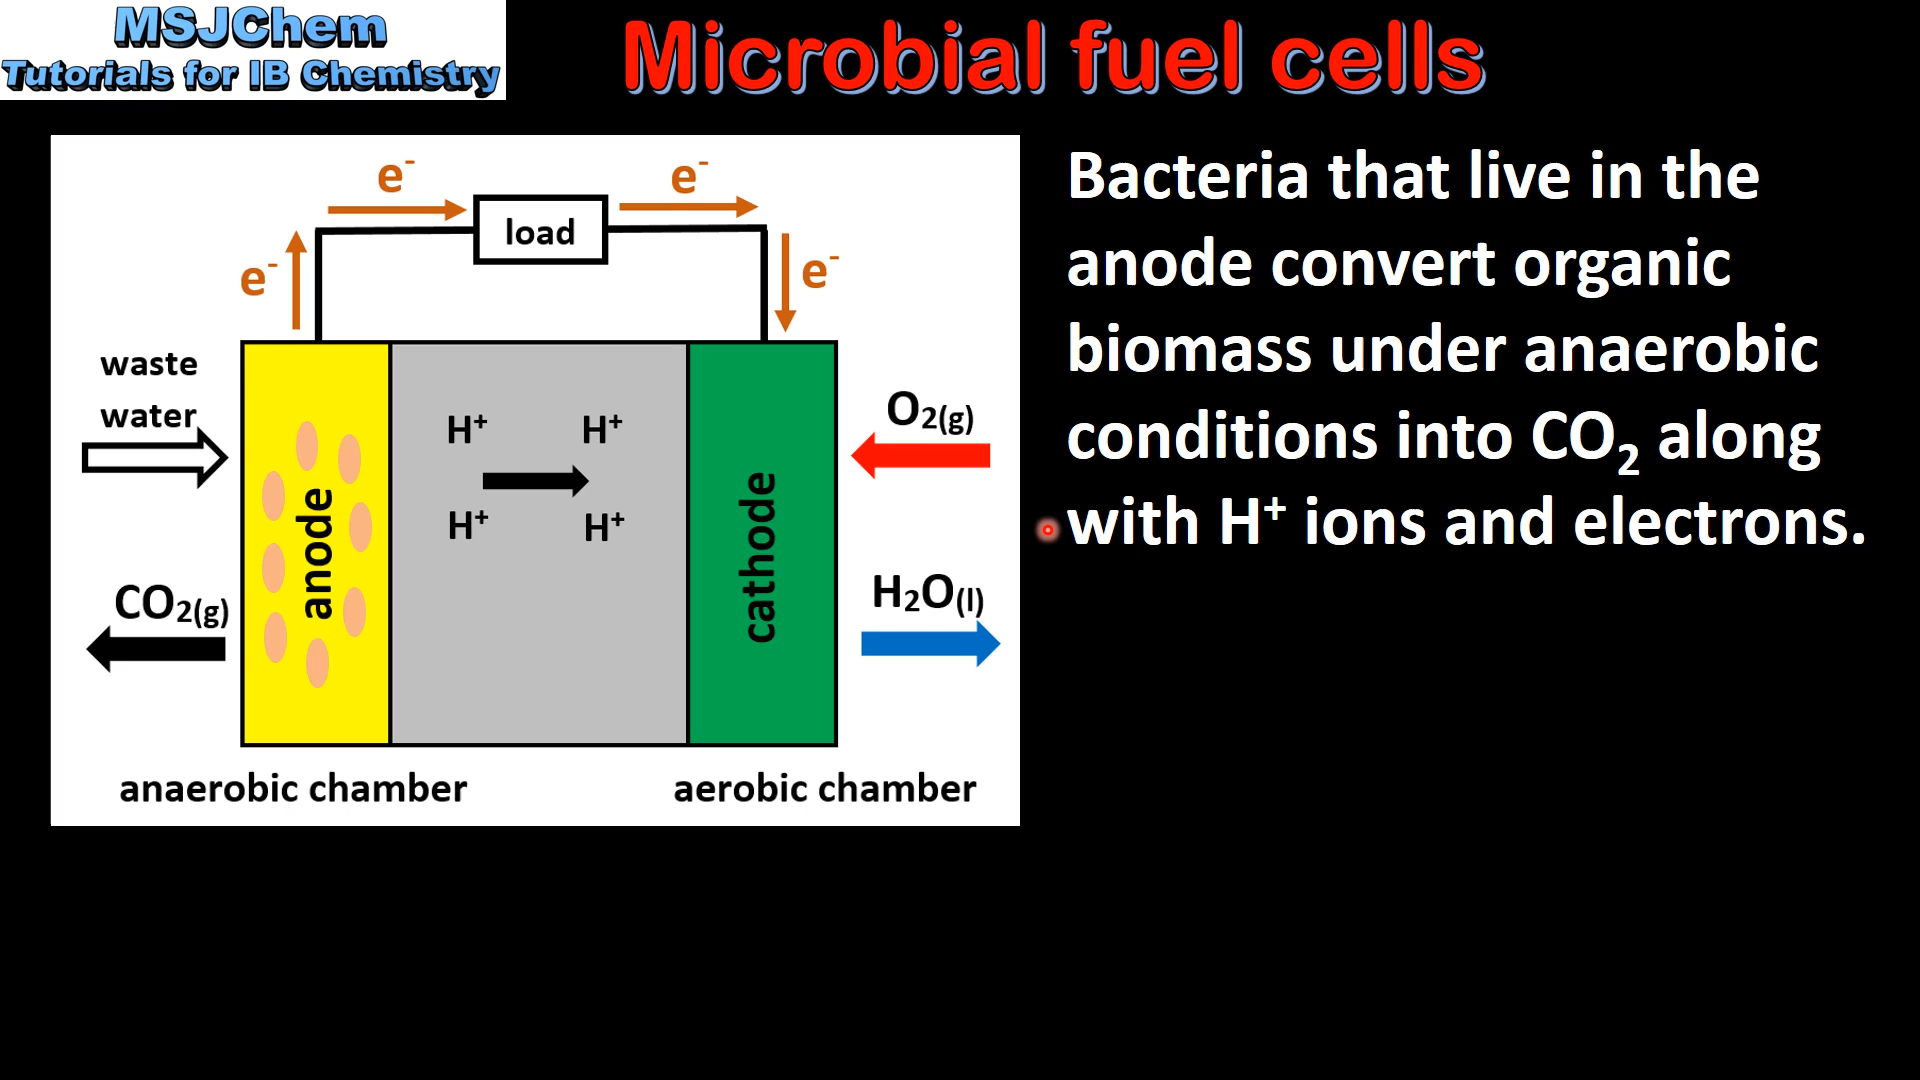 MSJChem
Tutorials for IB Chemistry
Microbial fuel cells
e⁻
e⁻
load
e⁻
e⁻
waste
water
anode
CO₂(g)
H⁺ H⁺
H⁺ H⁺
cathode
O₂(g)
H₂O(l)
anaerobic chamber
aerobic chamber
Bacteria that live in the
anode convert organic
biomass under anaerobic
conditions into CO₂ along
with H⁺ ions and electrons.